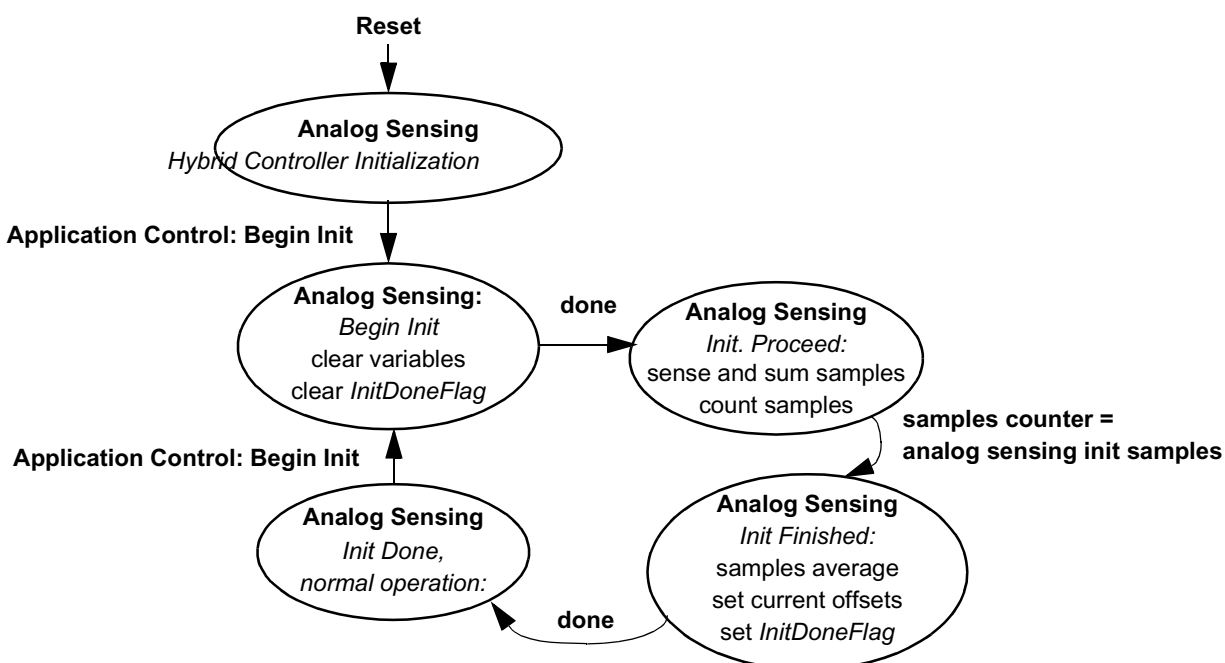 Reset
Analog Sensing
Hybrid Controller Initialization
Application Control: Begin Init
Analog Sensing:
Begin Init
clear variables
clear InitDoneFlag
done
Analog Sensing
Init. Proceed:
sense and sum samples
count samples
samples counter =
analog sensing init samples
Application Control: Begin Init
Analog Sensing
Init Done,
normal operation:
Analog Sensing
Init Finished:
samples average
set current offsets
set InitDoneFlag
done